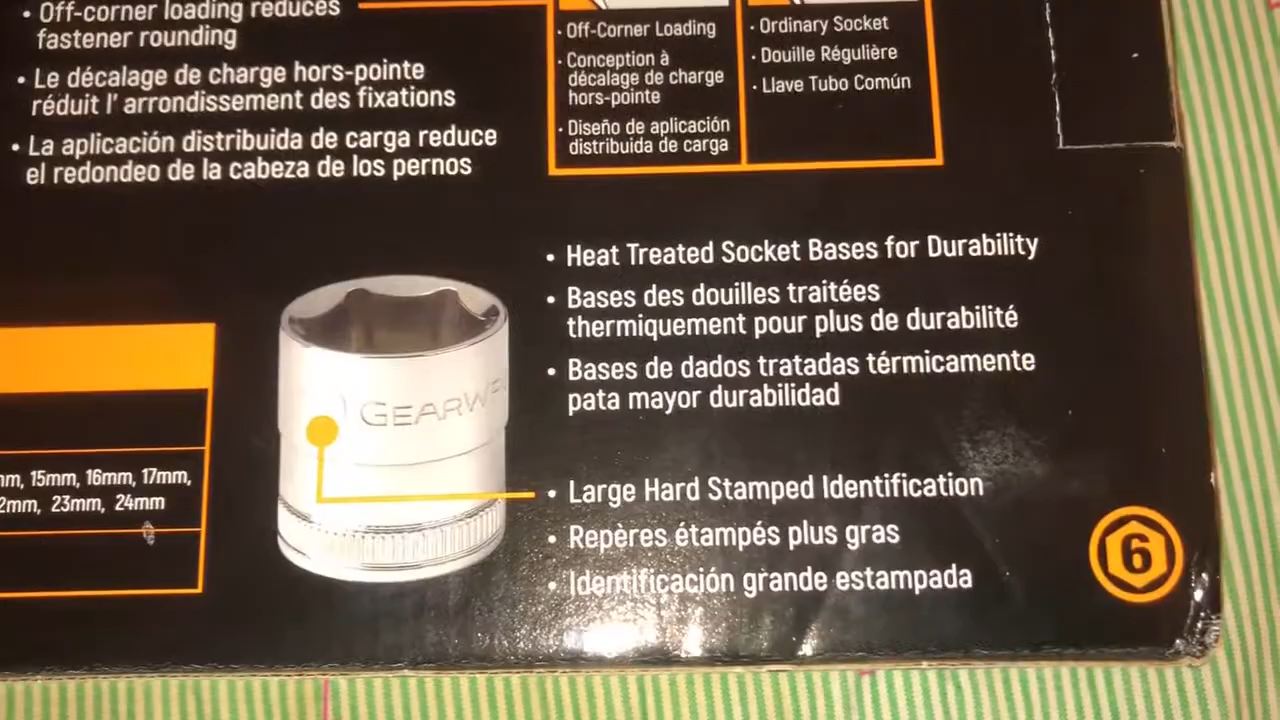 • Off-corner loading reduces
fastener rounding
• Le décalage de charge hors-pointe
réduit l' arrondissement des fixations
• La aplicación distribuida de carga reduce
el redondeo de la cabeza de los pernos
• Off-Corner Loading
• Conception à
décalage de charge
hors-pointe
• Diseño de aplicación
distribuida de carga
• Ordinary Socket
• Douille Régulière
• Llave Tubo Común
• Heat Treated Socket Bases for Durability
• Bases des douilles traitées
thermiquement pour plus de durabilité
• Bases de dados tratadas térmicamente
pata mayor durabilidad
15mm, 16mm, 17mm,
23mm, 24mm
• Large Hard Stamped Identification
• Repères étampés plus gras
• Identificación grande estampada
6